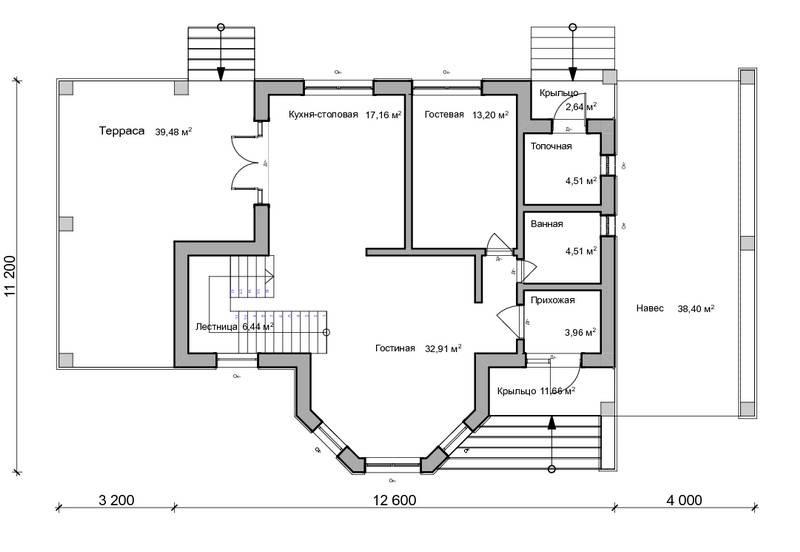 Крыльцо
2,64 м²
Кухня-столовая 17,16 м²
Гостевая 13,20 м²
Терраса 39,48 м²
Топочная
4,51 м²
Ванная
4,51 м²
11 200
Прихожая
3,96 м²
Навес 38,40 м²
Лестница 6,44 м²
Гостиная 32,91 м²
Крыльцо 11,66 м²
3 200
12 600
4 000